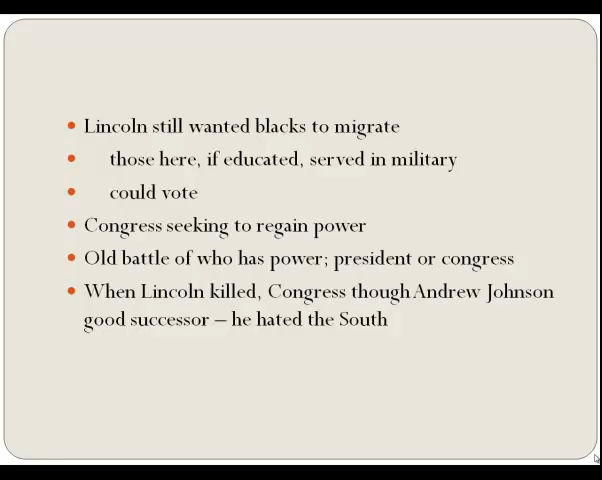 • Lincoln still wanted blacks to migrate
• those here, if educated, served in military
• could vote
• Congress seeking to regain power
• Old battle of who has power; president or congress
• When Lincoln killed, Congress though Andrew Johnson
good successor – he hated the South